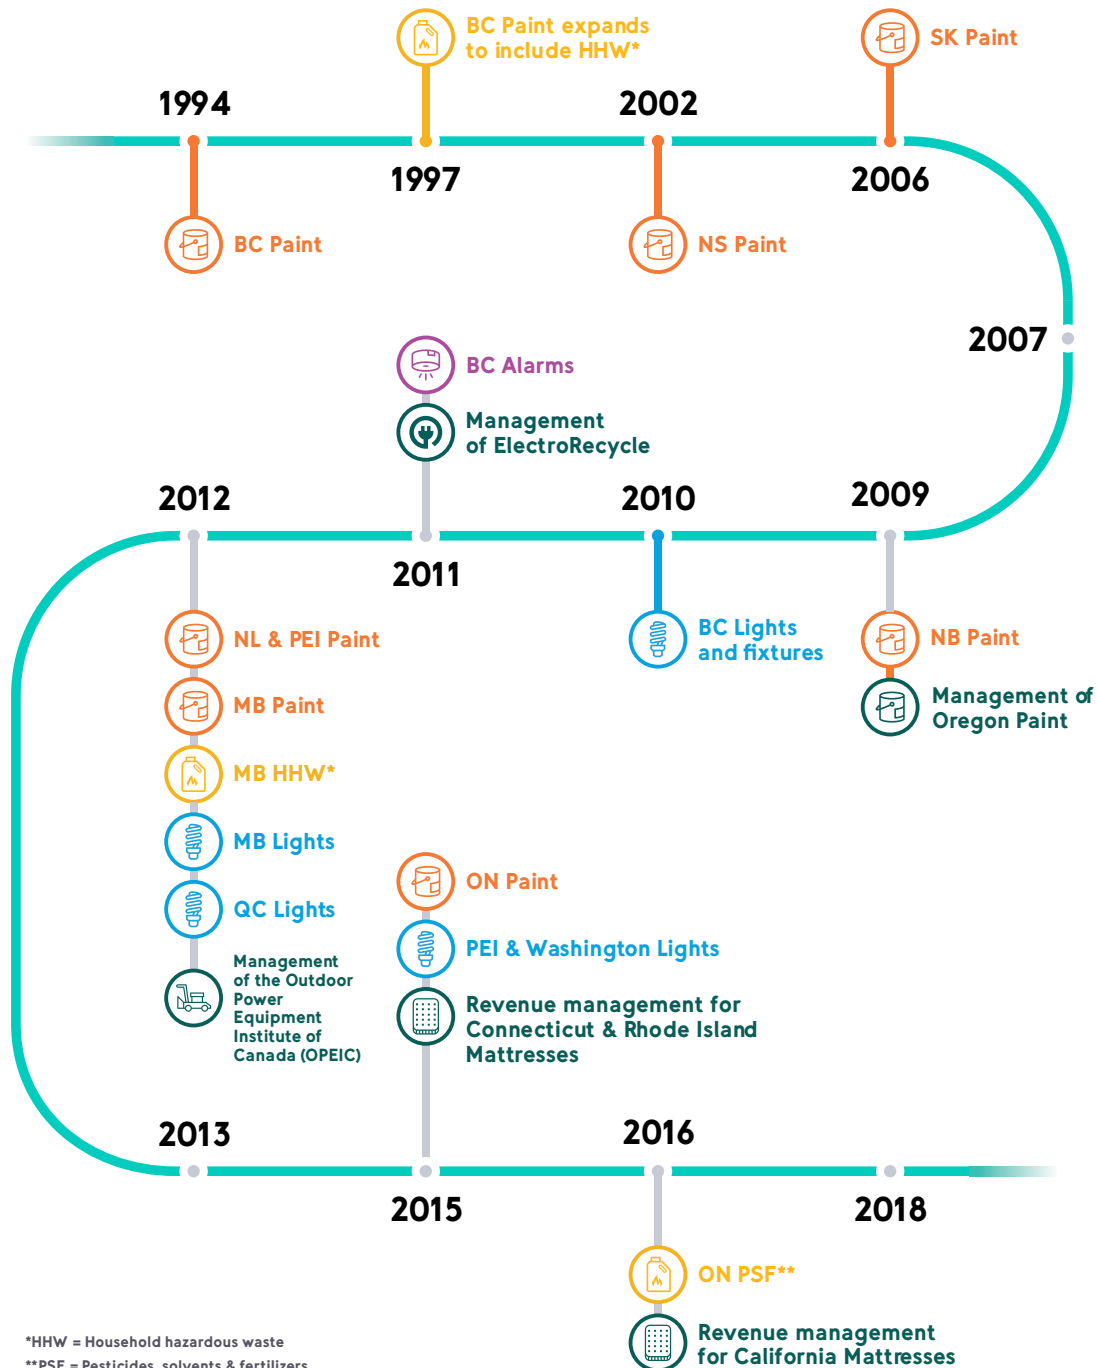 BC Paint expands
to include HHW*
SK Paint
1994
2002
1997
2006
BC Paint
NS Paint
2007
BC Alarms
Management
of ElectroRecycle
2012
2010
2009
2011
NL & PEI Paint
BC Lights
and fixtures
NB Paint
MB Paint
Management of
Oregon Paint
MB HHW*
MB Lights
QC Lights
ON Paint
PEI & Washington Lights
Management
of the Outdoor
Power
Equipment
Institute of
Canada (OPEIC)
Revenue management for
Connecticut & Rhode Island
Mattresses
2013
2016
2015
2018
ON PSF**
Revenue management
for California Mattresses
*HHW = Household hazardous waste
**PSF = Pesticides, solvents & fertilizers